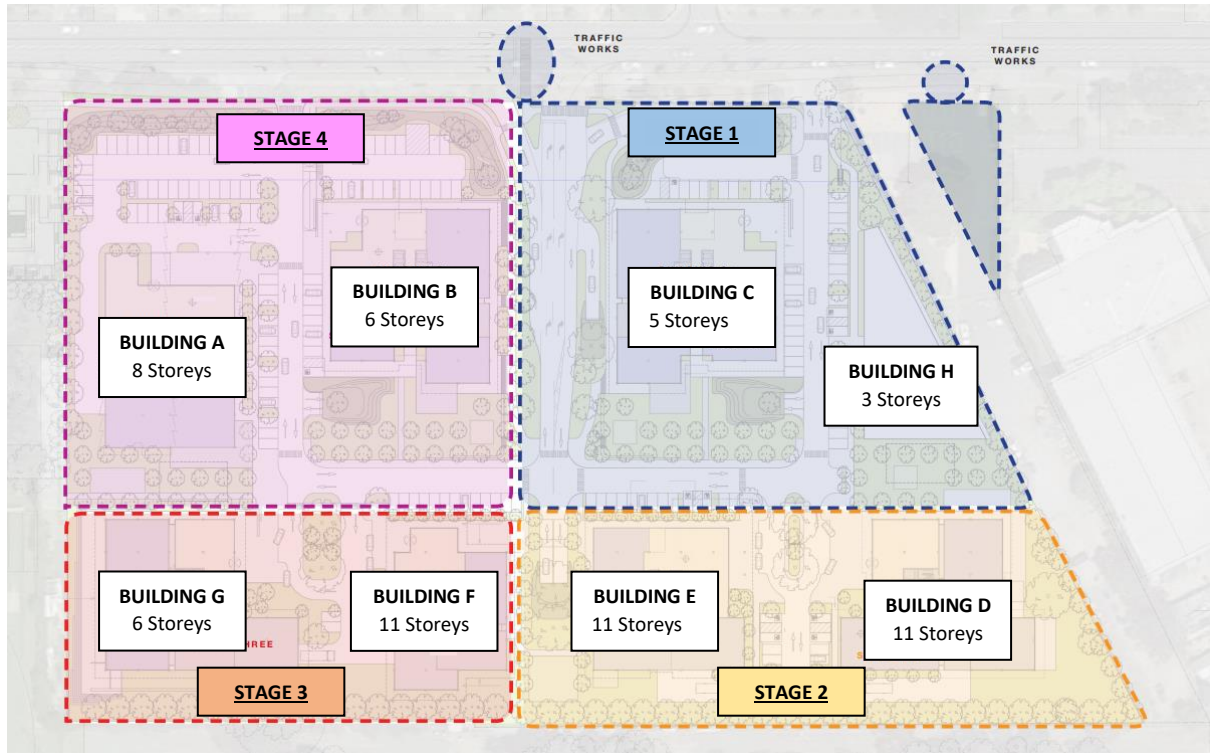 TRAFFIC
WORKS
TRAFFIC
WORKS
STAGE 4
STAGE 1
BUILDING B
6 Storeys
BUILDING C
5 Storeys
BUILDING A
8 Storeys
BUILDING H
3 Storeys
BUILDING G
6 Storeys
BUILDING F
11 Storeys
BUILDING E
11 Storeys
BUILDING D
11 Storeys
HREE
S
STAGE 3
STAGE 2